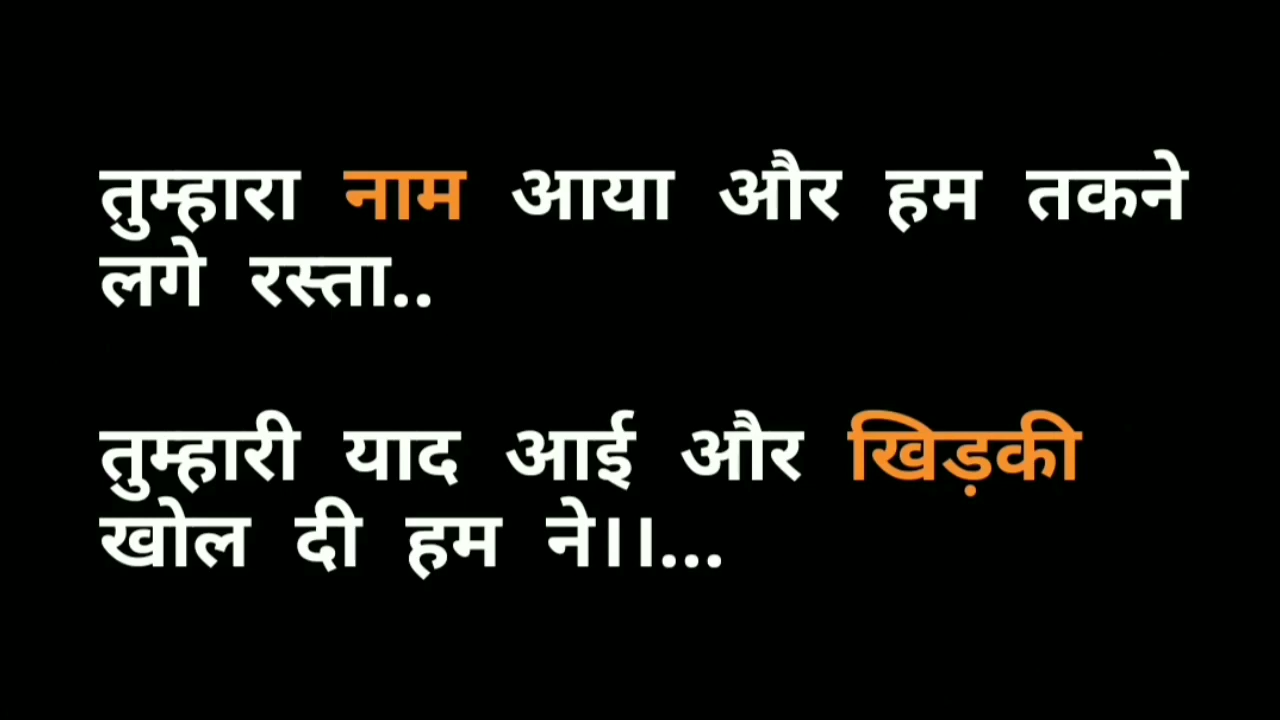 तुम्हारा नाम आया और हम तकने
लगे रस्ता..
तुम्हारी याद आई और खिड़की
खोल दी हम ने।।...